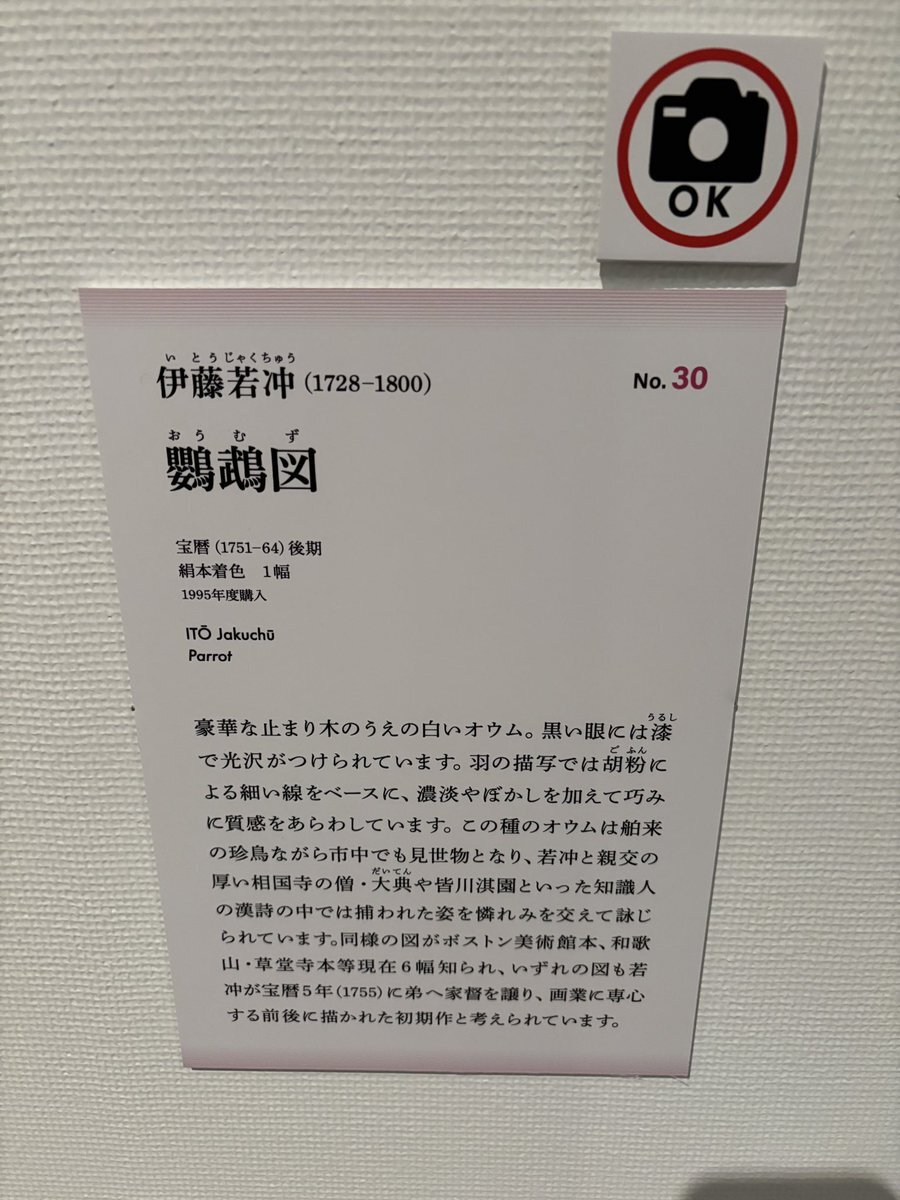 OK
いとうじゃくちゅう
伊藤若冲 (1728–1800)
No. 30
おうむず
鸚鵡図
宝暦 (1751–64) 後期
絹本着色　1幅
1995年度購入
ITŌ Jakuchū
Parrot
うるし
豪華な止まり木のうえの白いオウム。黒い眼には漆
ごふん
で光沢がつけられています。羽の描写では胡粉に
よる細い線をベースに、濃淡やぼかしを加えて巧み
に質感をあらわしています。この種のオウムは舶来
の珍鳥ながら市中でも見世物となり、若冲と親交の
だいてん
厚い相国寺の僧・大典や皆川淇園といった知識人
の漢詩の中では捕われた姿を憐れみを交えて詠じ
られています。同様の図がボストン美術館本、和歌
山・草堂寺本等現在6幅知られ、いずれの図も若
冲が宝暦5年(1755)に弟へ家督を譲り、画業に専心
する前後に描かれた初期作と考えられています。